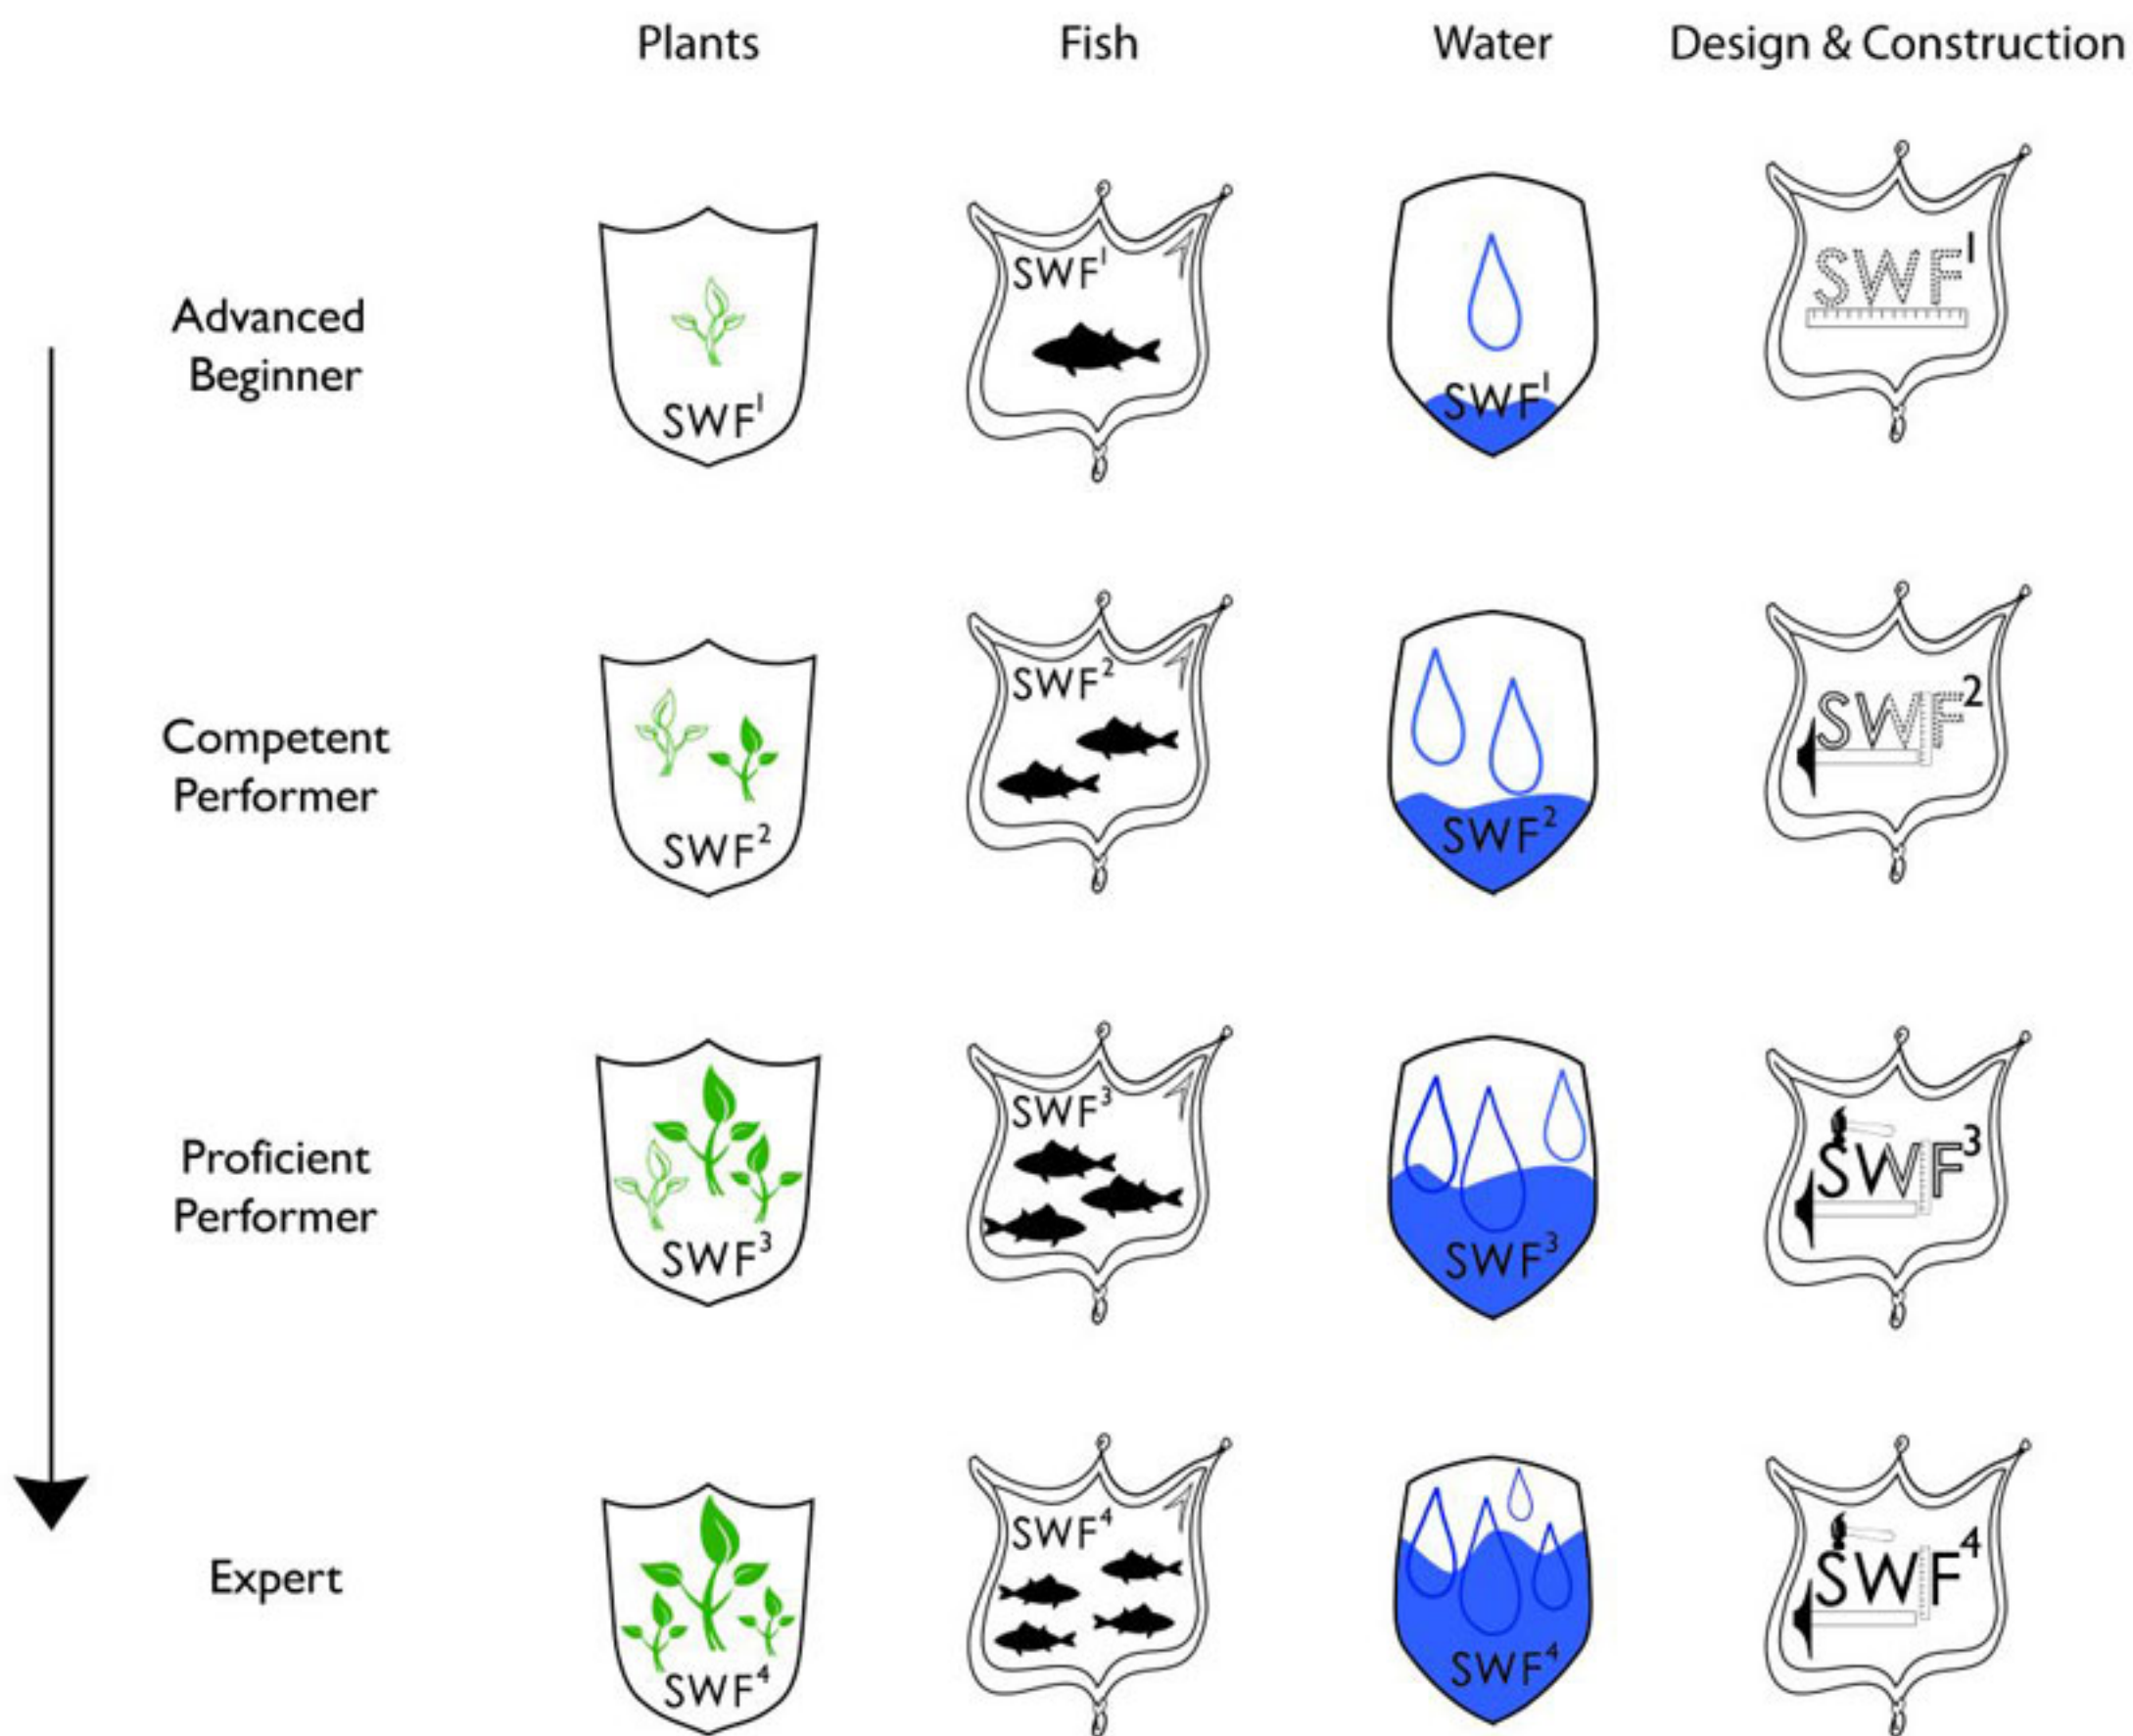 Plants Fish Water Design & Construction
Advanced
Beginner
SWF¹ SWF¹ SWF¹ SWF¹
Competent
Performer
SWF² SWF² SWF² SWF²
Proficient
Performer
SWF³ SWF³ SWF³ SWF³
Expert
SWF⁴ SWF⁴ SWF⁴ SWF⁴